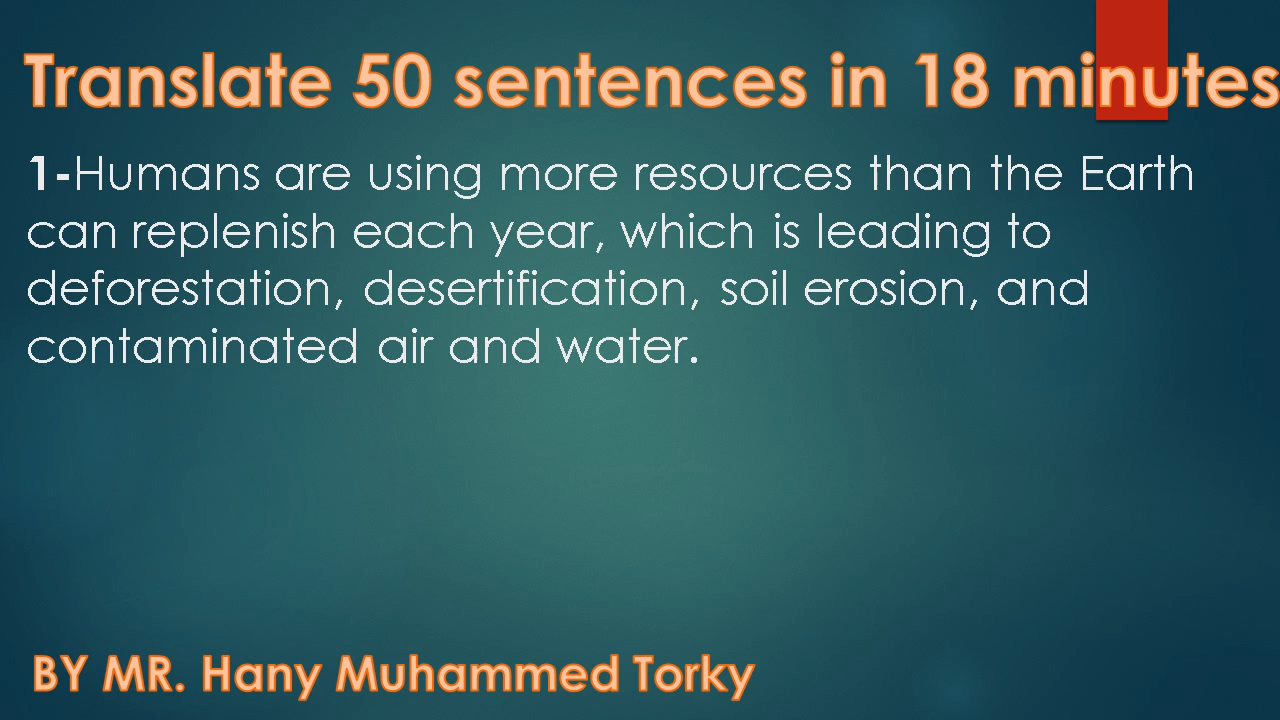 Translate 50 sentences in 18 minutes
1-Humans are using more resources than the Earth
can replenish each year, which is leading to
deforestation, desertification, soil erosion, and
contaminated air and water.
BY MR. Hany Muhammed Torky